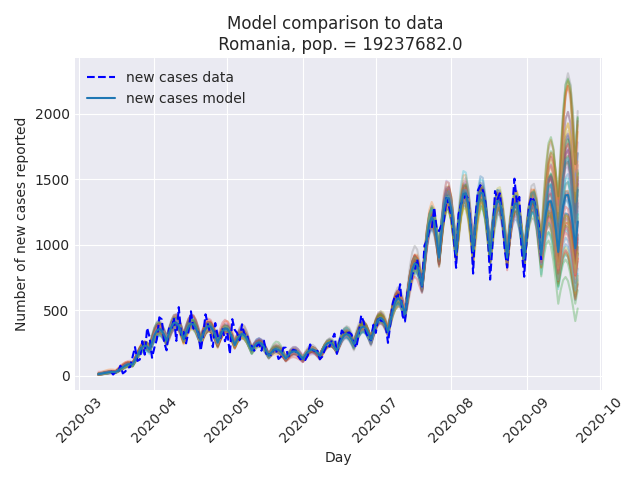 Model comparison to data
Romania, pop. = 19237682.0
new cases data
new cases model
Number of new cases reported
2000
1500
1000
500
0
2020-03
2020-04
2020-05
2020-06
2020-07
2020-08
2020-09
2020-10
Day